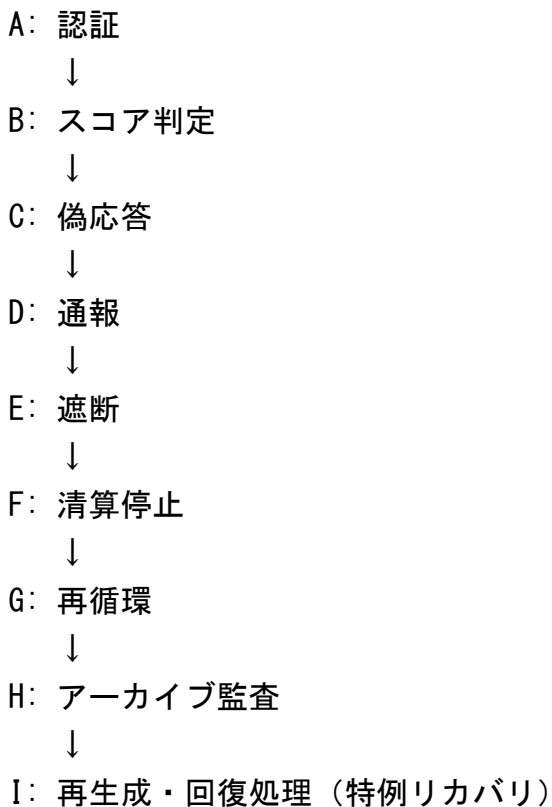 A: 認証
↓
B: スコア判定
↓
C: 偽応答
↓
D: 通報
↓
E: 遮断
↓
F: 清算停止
↓
G: 再循環
↓
H: アーカイブ監査
↓
I: 再生成・回復処理（特例リカバリ）